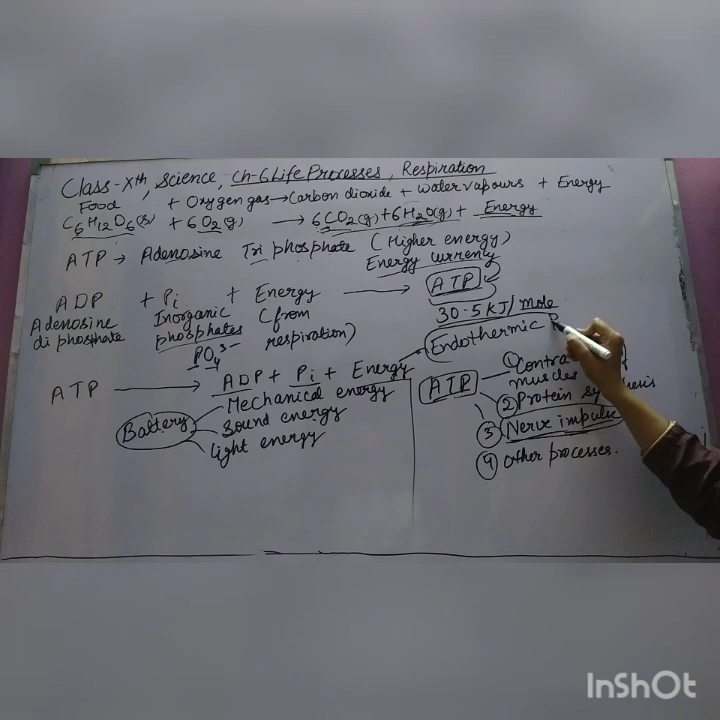 Class-Xth, Science, Ch-6 Life Processes, Respiration
Food + Oxygen gas → Carbon dioxide + Water vapours + Energy
C6H12O6(s) + 6O2(g) → 6CO2(g) + 6H2O(g) + Energy
ATP → Adenosine Tri phosphate (Higher energy)
Energy currency
ADP + Pi + Energy → ATP
Adenosine Inorganic (from
di phosphate phosphates respiration)
PO4 3-
30.5 KJ/mole
Endothermic
ATP → ADP + Pi + Energy
Battery
Mechanical energy
Sound energy
light energy
ATP
① Contra
muscles
② Protein
③ Nerve impulse
④ Other processes.
InShOt